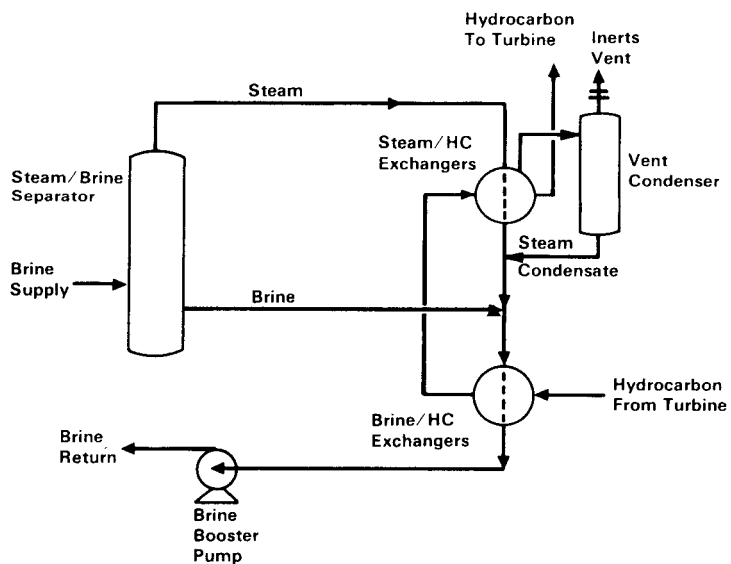 Hydrocarbon
To Turbine
Inerts
Vent
Steam
Steam/HC
Exchangers
Vent
Condenser
Steam/Brine
Separator
Steam
Condensate
Brine
Supply
Brine
Hydrocarbon
From Turbine
Brine/HC
Exchangers
Brine
Return
Brine
Booster
Pump